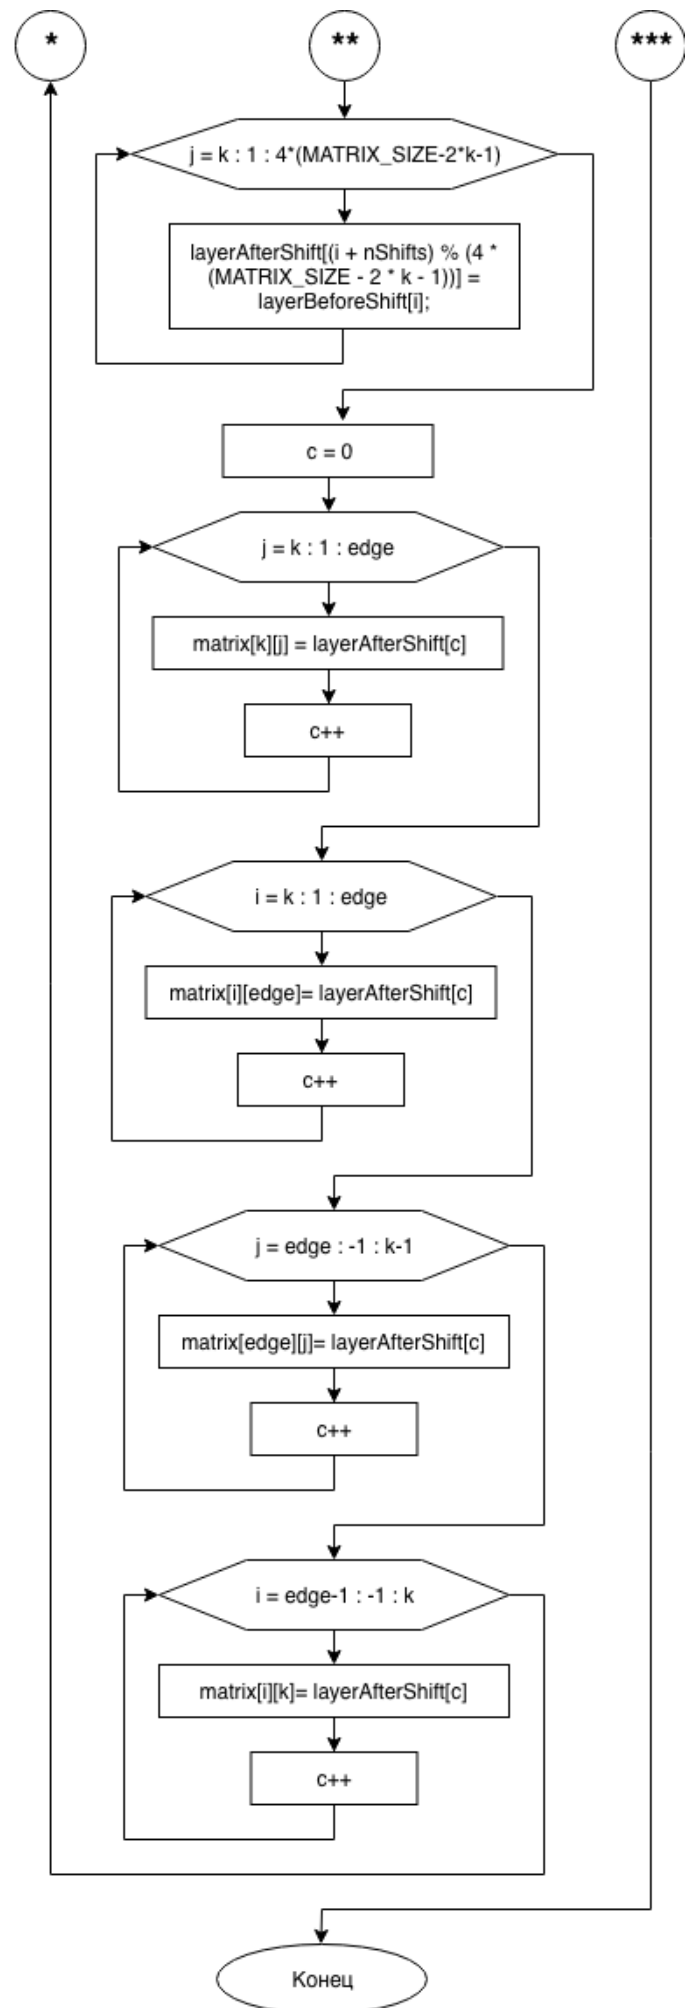 *
**
***
j = k : 1 : 4*(MATRIX_SIZE-2*k-1)
layerAfterShift[(i + nShifts) % (4 *
(MATRIX_SIZE - 2 * k - 1))] =
layerBeforeShift[i];
c = 0
j = k : 1 : edge
matrix[k][j] = layerAfterShift[c]
c++
i = k : 1 : edge
matrix[i][edge]= layerAfterShift[c]
c++
j = edge : -1 : k-1
matrix[edge][j]= layerAfterShift[c]
c++
i = edge-1 : -1 : k
matrix[i][k]= layerAfterShift[c]
c++
Конец